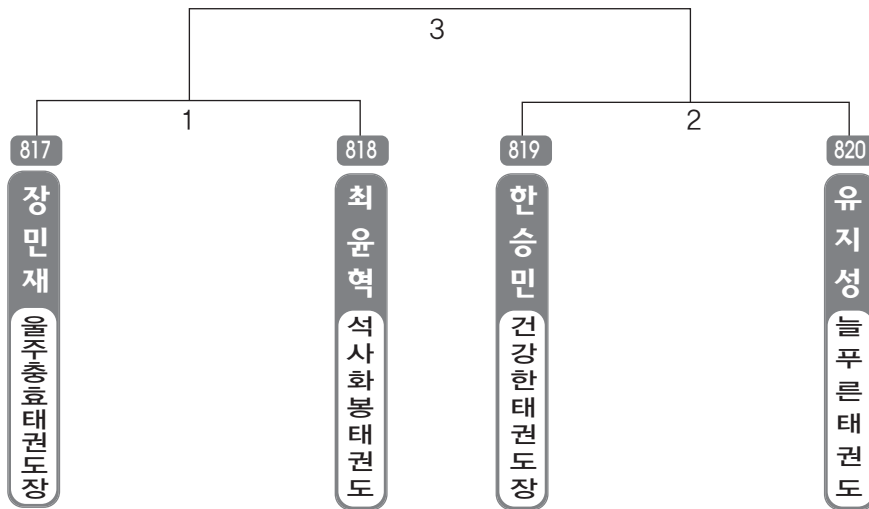 3
1
2
817
818
819
820
장민재
최윤혁
한승민
유지성
울주충효태권도장
석사화봉태권도
건강한태권도장
늘푸른태권도